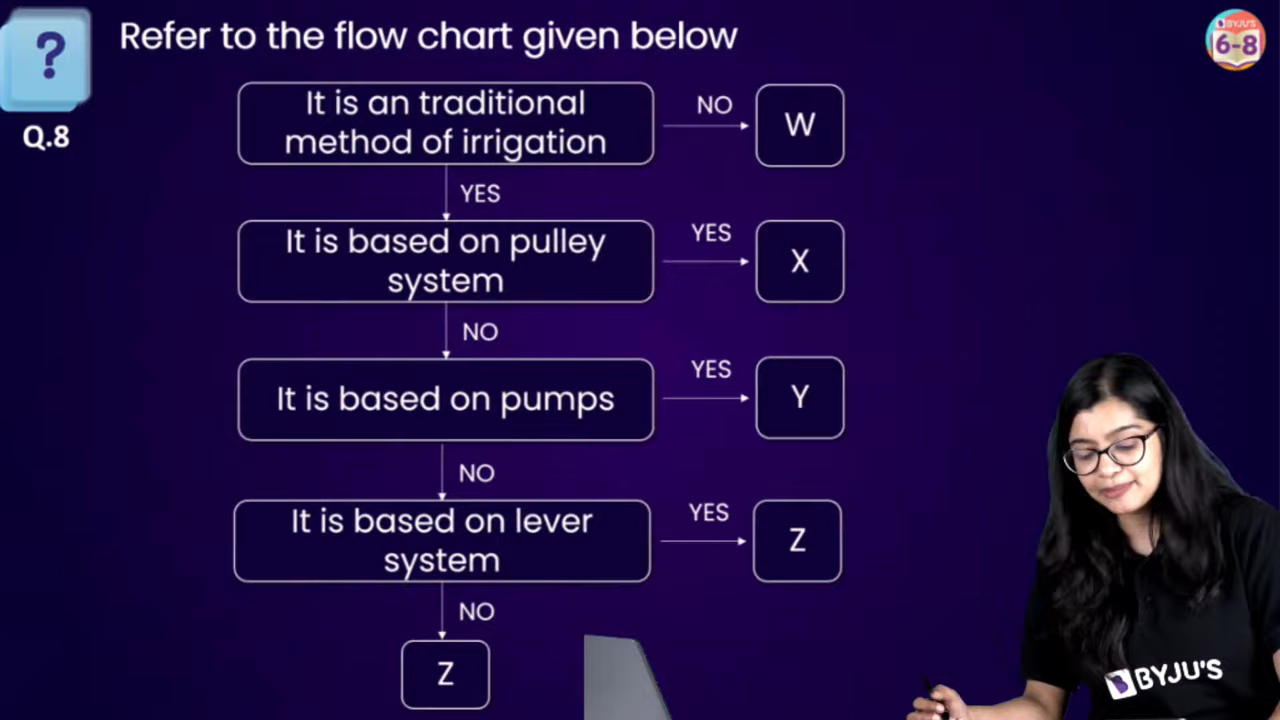 Refer to the flow chart given below
BYJU'S
6-8
?
Q.8
It is an traditional
method of irrigation
NO
W
YES
It is based on pulley
system
YES
X
NO
It is based on pumps
YES
Y
NO
It is based on lever
system
YES
Z
NO
Z
BYJU'S